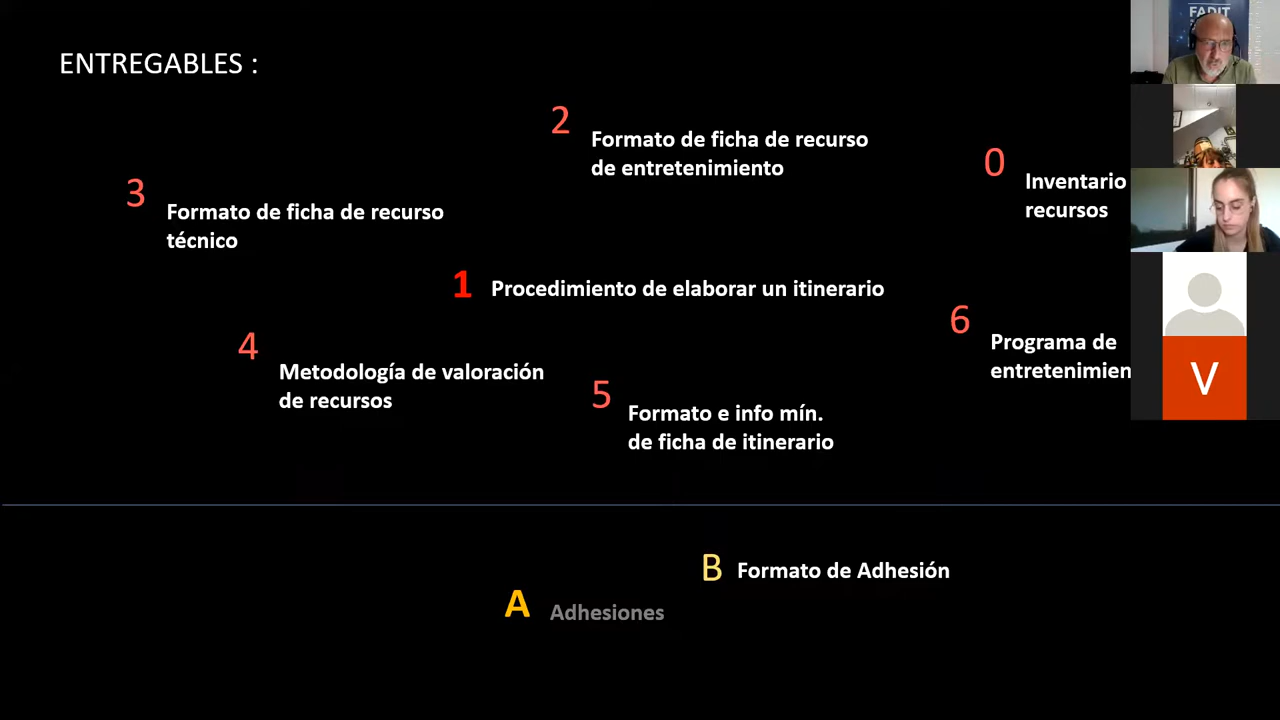 ENTREGABLES :
FADIT
2
Formato de ficha de recurso
de entretenimiento
0
Inventario
recursos
3
Formato de ficha de recurso
técnico
1 Procedimiento de elaborar un itinerario
6
Programa de
entretenimien
4
Metodología de valoración
de recursos
5
Formato e info mín.
de ficha de itinerario
V
B Formato de Adhesión
A Adhesiones